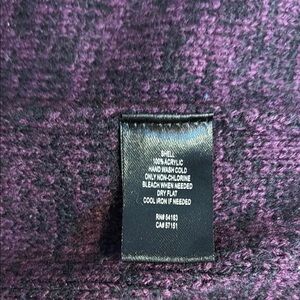 SHELL
100% ACRYLIC
HAND WASH COLD
ONLY NON-CHLORINE
BLEACH WHEN NEEDED
DRY FLAT
COOL IRON IF NEEDED
RN# 54163
CA# 57151